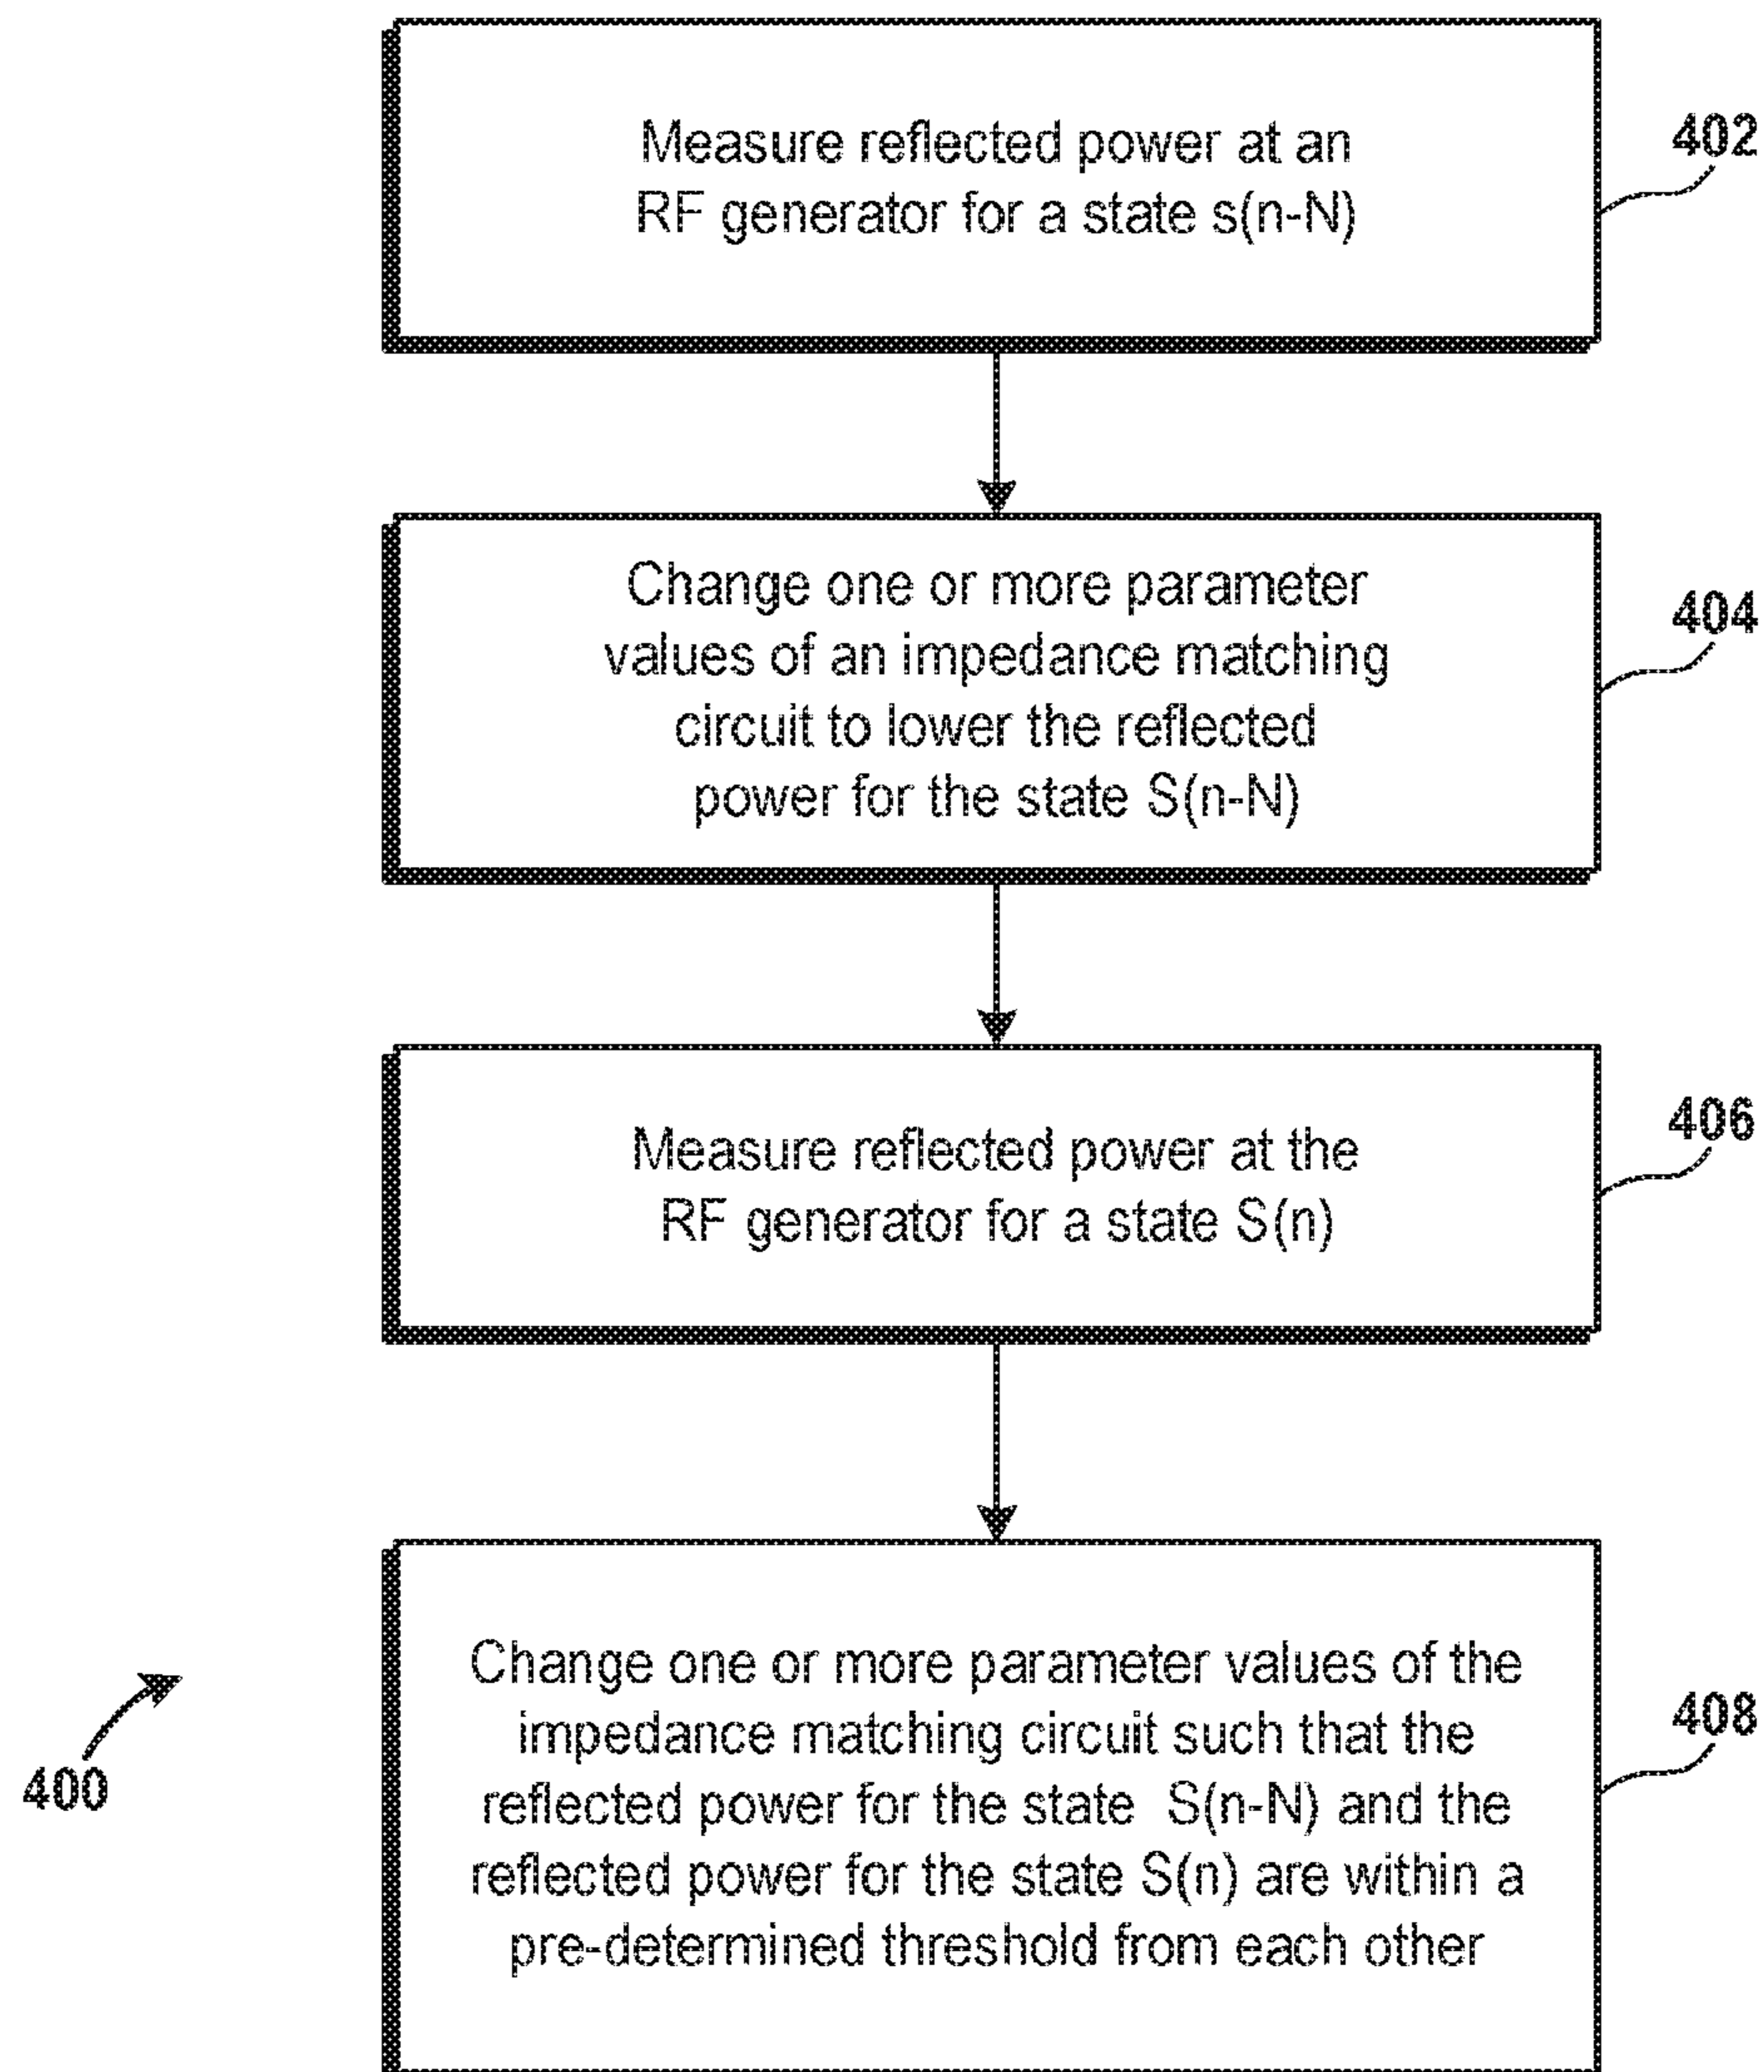 Measure reflected power at an
RF generator for a state s(n-N)
402
Change one or more parameter
values of an impedance matching
circuit to lower the reflected
power for the state S(n-N)
404
Measure reflected power at the
RF generator for a state S(n)
406
Change one or more parameter values of the
impedance matching circuit such that the
reflected power for the state S(n-N) and the
reflected power for the state S(n) are within a
pre-determined threshold from each other
408
400